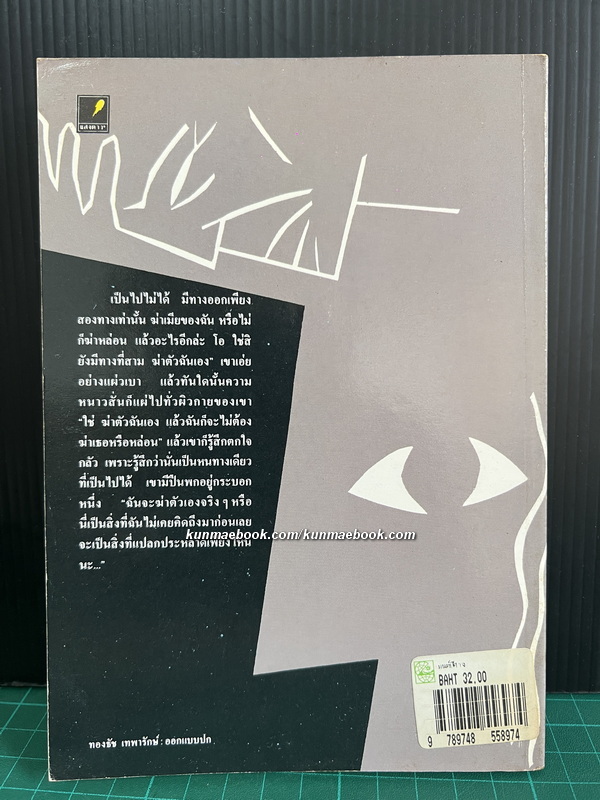 แสงดาว
เป็นไปไม่ได้ มีทางออกเพียง
สองทางเท่านั้น ฆ่าเมียของฉัน หรือไม่
ก็ฆ่าหล่อน แล้วอะไรอีกล่ะ โอ ใช่สิ
ยังมีทางที่สาม ฆ่าตัวฉันเอง" เขาเอ่ย
อย่างแผ่วเบา แล้วทันใดนั้นความ
หนาวสั่นก็แผ่ไปทั่วผิวกายของเขา
"ใช่ ฆ่าตัวฉันเอง แล้วฉันก็จะไม่ต้อง
ฆ่าเธอหรือหล่อน" แล้วเขาก็รู้สึกตกใจ
กลัว เพราะรู้สึกว่านั่นเป็นหนทางเดียว
ที่เป็นไปได้ เขามีปืนพกอยู่กระบอก
หนึ่ง "ฉันจะฆ่าตัวเองจริง ๆ หรือ
นี่เป็นสิ่งที่ฉันไม่เคยคิดถึงมาก่อนเลย
kunmaebook.com/kunmaebook.com
จะเป็นสิ่งที่แปลกประหลาดเพียงไหน
นะ..."
BAHT 32.00
9 789748 558974
ทองธัช เทพารักษ์ : ออกแบบปก